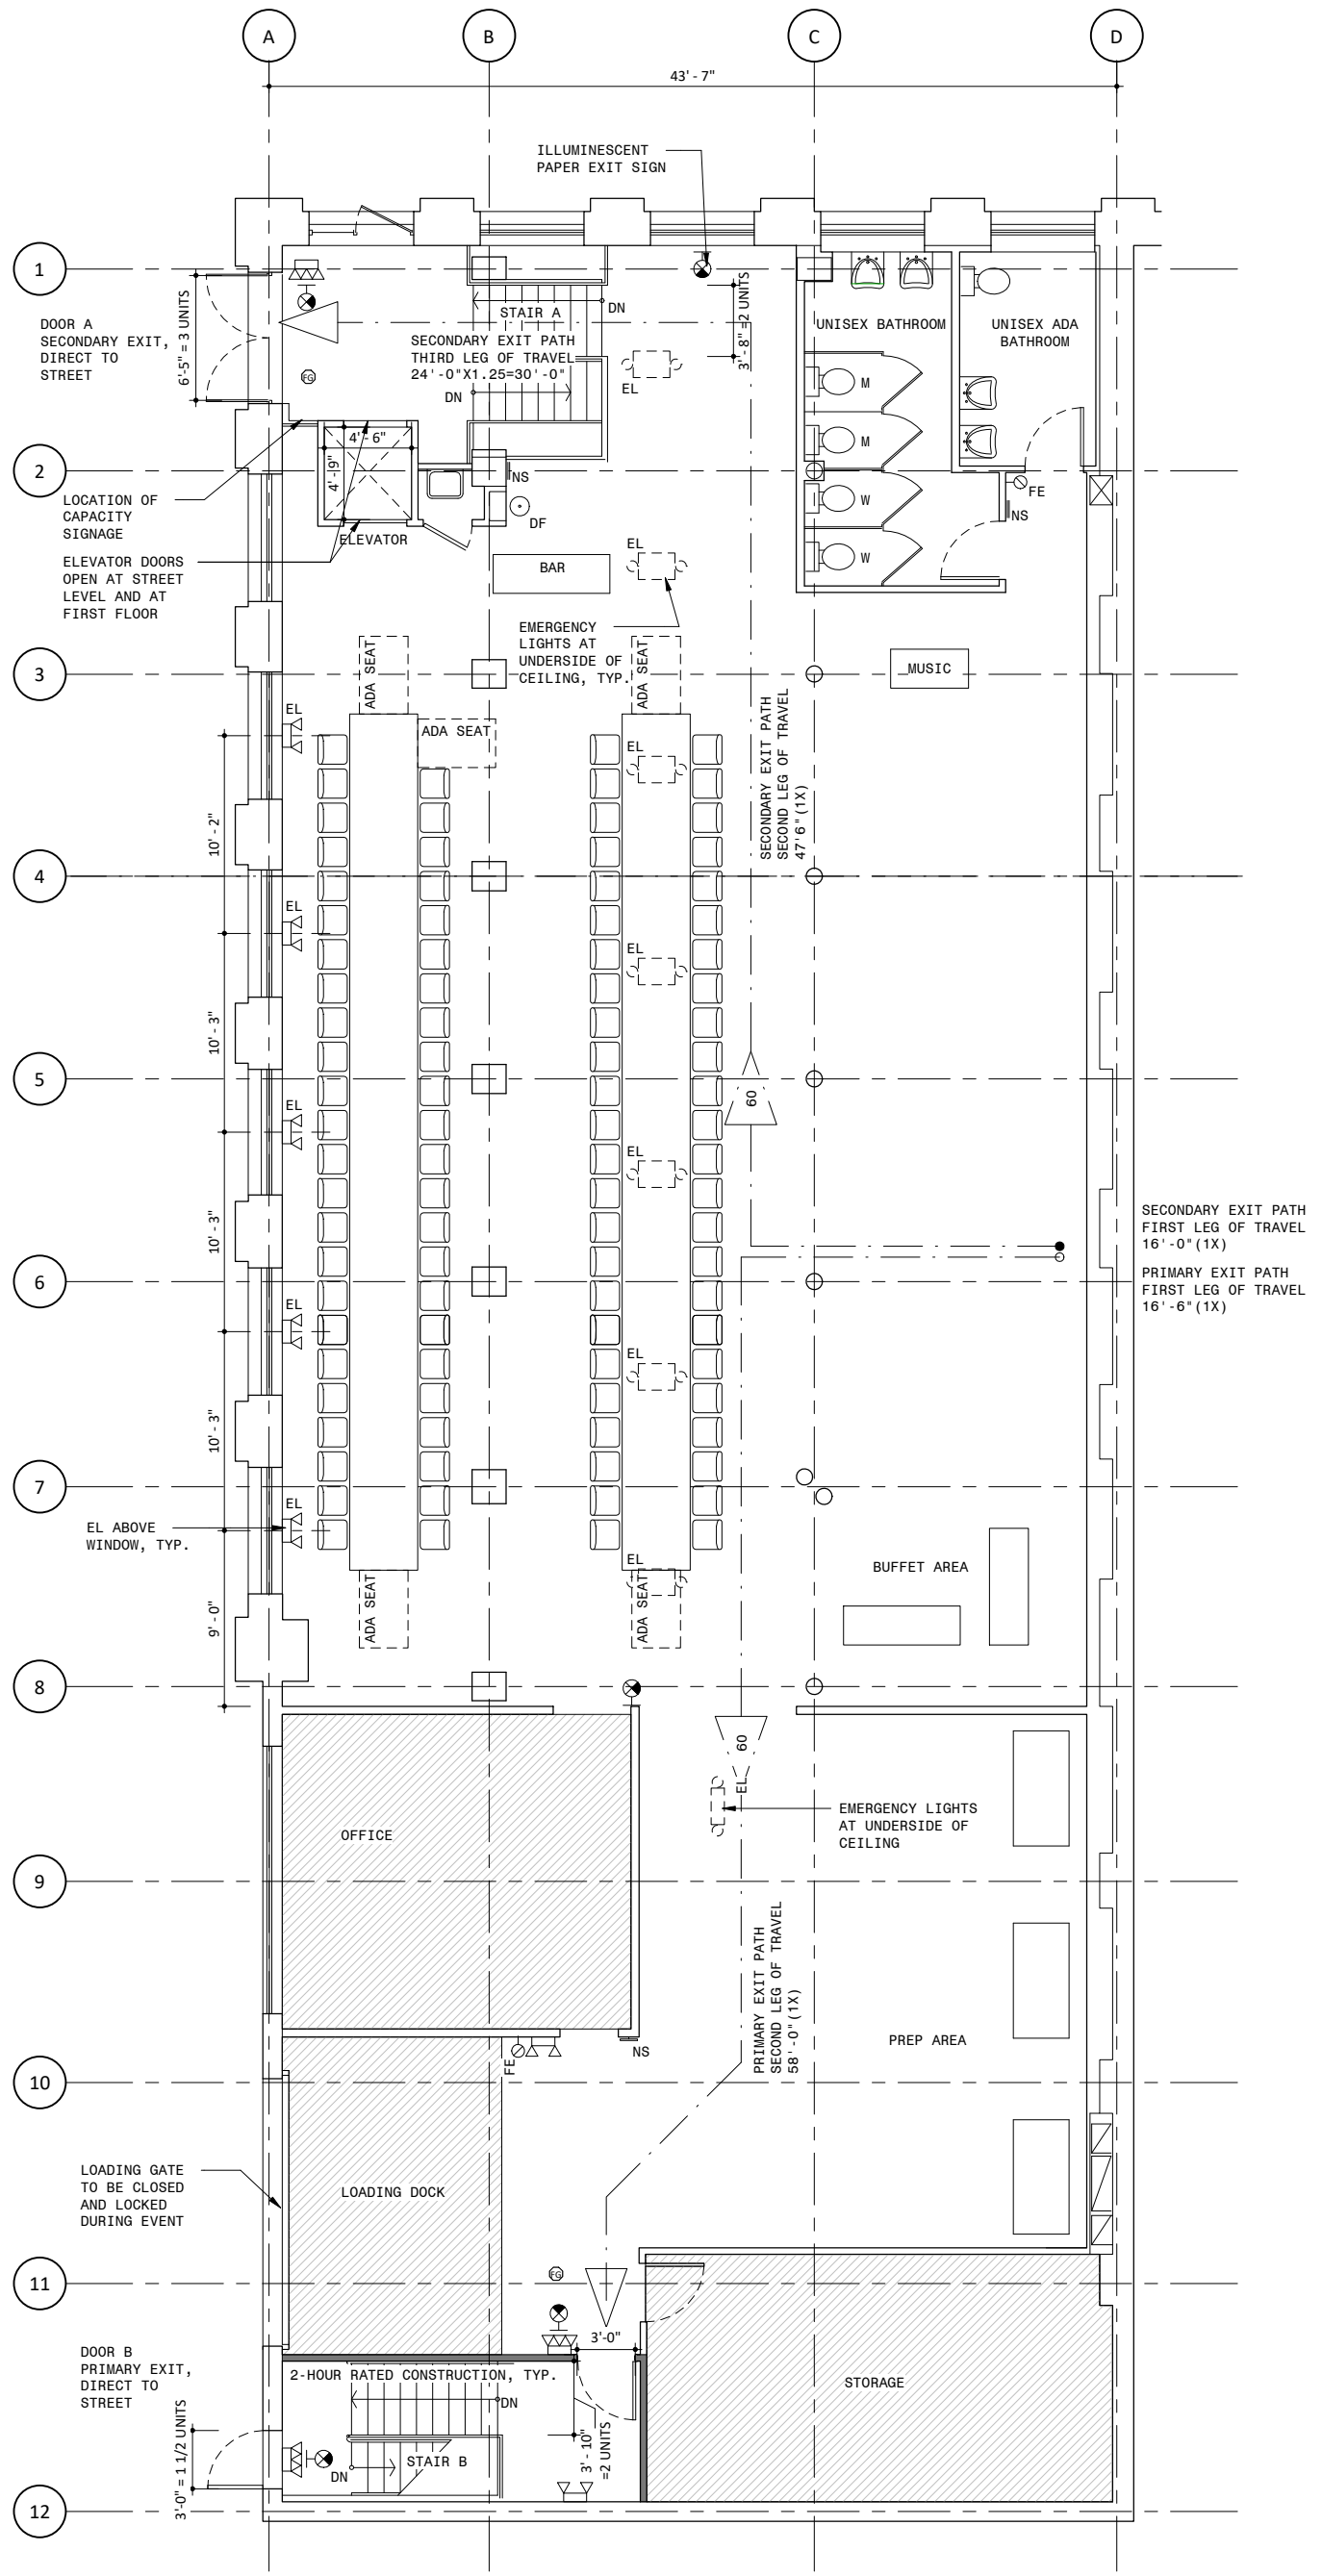 A
B
C
D
43'-7"
ILLUMINESCENT
PAPER EXIT SIGN
1
DOOR A
SECONDARY EXIT,
DIRECT TO
STREET
6'-5" = 3 UNITS
FG
STAIR A
DN
SECONDARY EXIT PATH
THIRD LEG OF TRAVEL
24'-0"X1.25=30'-0"
DN
3'-8"=2 UNITS
EL
UNISEX BATHROOM
UNISEX ADA
BATHROOM
M
M
W
W
2
4'-6"
4'-9"
NS
DF
FE
NS
LOCATION OF
CAPACITY
SIGNAGE
ELEVATOR
ELEVATOR DOORS
OPEN AT STREET
LEVEL AND AT
FIRST FLOOR
BAR
EL
EMERGENCY
LIGHTS AT
UNDERSIDE OF
CEILING, TYP.
3
ADA SEAT
ADA SEAT
MUSIC
ADA SEAT
EL
EL
10'-2"
SECONDARY EXIT PATH
SECOND LEG OF TRAVEL
47'6"(1X)
4
EL
EL
10'-3"
5
60
EL
EL
10'-3"
SECONDARY EXIT PATH
FIRST LEG OF TRAVEL
16'-0"(1X)
6
PRIMARY EXIT PATH
FIRST LEG OF TRAVEL
16'-6"(1X)
EL
EL
10'-3"
7
EL
EL ABOVE
WINDOW, TYP.
EL
BUFFET AREA
ADA SEAT
ADA SEAT
9'-0"
8
60
EL
EMERGENCY LIGHTS
AT UNDERSIDE OF
CEILING
OFFICE
9
PRIMARY EXIT PATH
SECOND LEG OF TRAVEL
58'-0"(1X)
PREP AREA
NS
FE
10
LOADING GATE
TO BE CLOSED
AND LOCKED
DURING EVENT
LOADING DOCK
11
FG
3'-0"
DOOR B
PRIMARY EXIT,
DIRECT TO
STREET
2-HOUR RATED CONSTRUCTION, TYP.
STORAGE
DN
3'-10"
=2 UNITS
3'-0" = 1 1/2 UNITS
STAIR B
DN
12